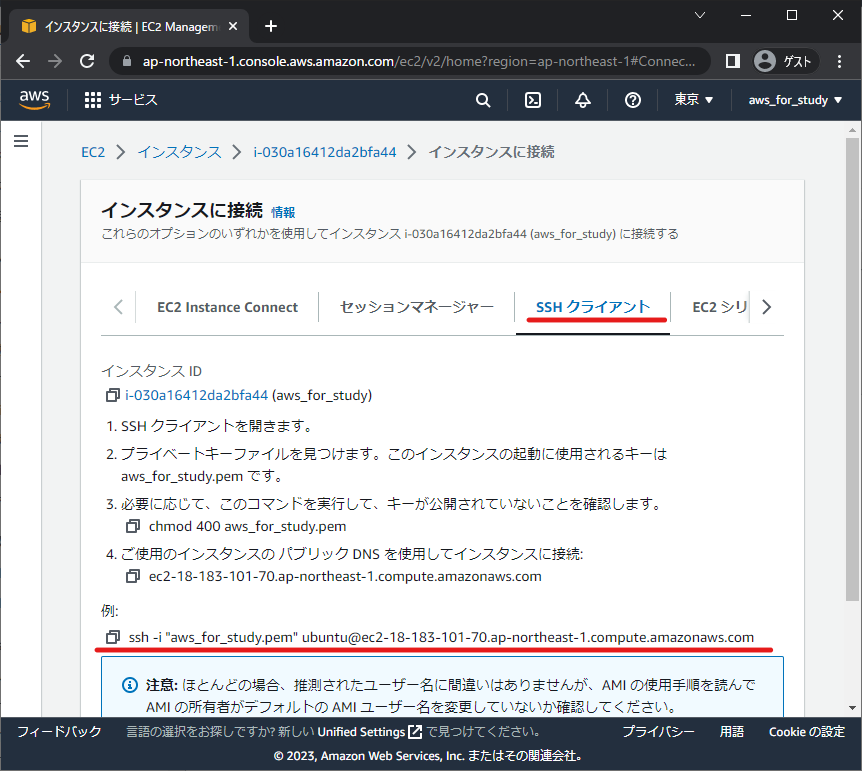 インスタンスに接続 | EC2 Managem
ap-northeast-1.console.aws.amazon.com/ec2/v2/home?region=ap-northeast-1#Connec...
ゲスト
aws
サービス
東京
aws_for_study
EC2
インスタンス
i-030a16412da2bfa44
インスタンスに接続
インスタンスに接続 情報
これらのオプションのいずれかを使用してインスタンス i-030a16412da2bfa44 (aws_for_study) に接続する
EC2 Instance Connect
セッションマネージャー
SSH クライアント
EC2 シリ
インスタンス ID
i-030a16412da2bfa44 (aws_for_study)
1. SSH クライアントを開きます。
2. プライベートキーファイルを見つけます。このインスタンスの起動に使用されるキーは
aws_for_study.pem です。
3. 必要に応じて、このコマンドを実行して、キーが公開されていないことを確認します。
chmod 400 aws_for_study.pem
4. ご使用のインスタンスの パブリック DNS を使用してインスタンスに接続:
ec2-18-183-101-70.ap-northeast-1.compute.amazonaws.com
例:
ssh -i "aws_for_study.pem" ubuntu@ec2-18-183-101-70.ap-northeast-1.compute.amazonaws.com
注意: ほとんどの場合、推測されたユーザー名に間違いはありませんが、AMI の使用手順を読んで
AMI の所有者がデフォルトの AMI ユーザー名を変更していないか確認してください。
フィードバック
言語の選択をお探しですか? 新しい Unified Settings で見つけてください。
プライバシー
用語
Cookie の設定
© 2023, Amazon Web Services, Inc. またはその関連会社。